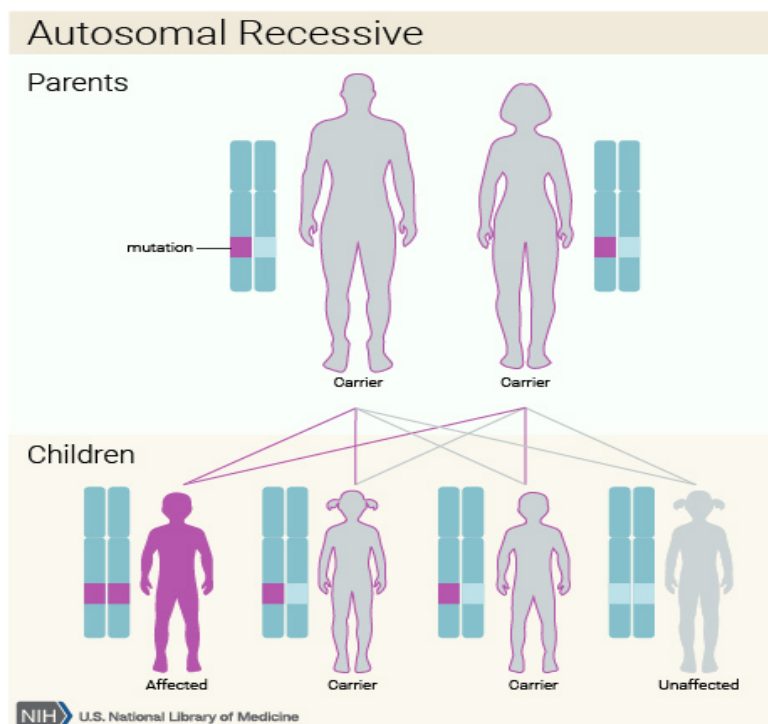 Autosomal Recessive
Parents
mutation
Carrier Carrier
Children
Affected Carrier Carrier Unaffected
NIH U.S. National Library of Medicine